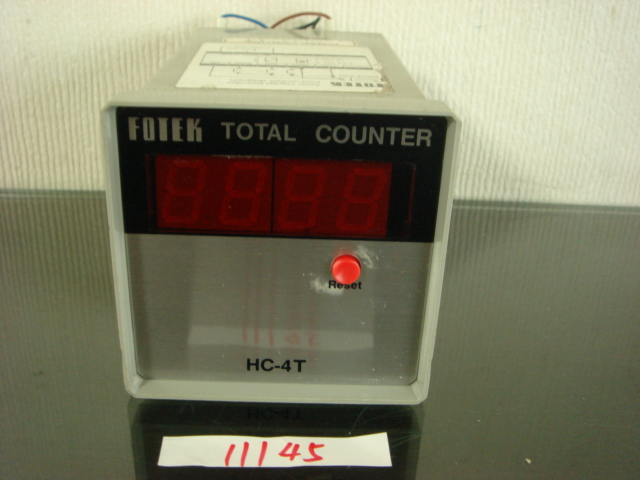 FOTEK TOTAL COUNTER
Reset
HC-4T
11145